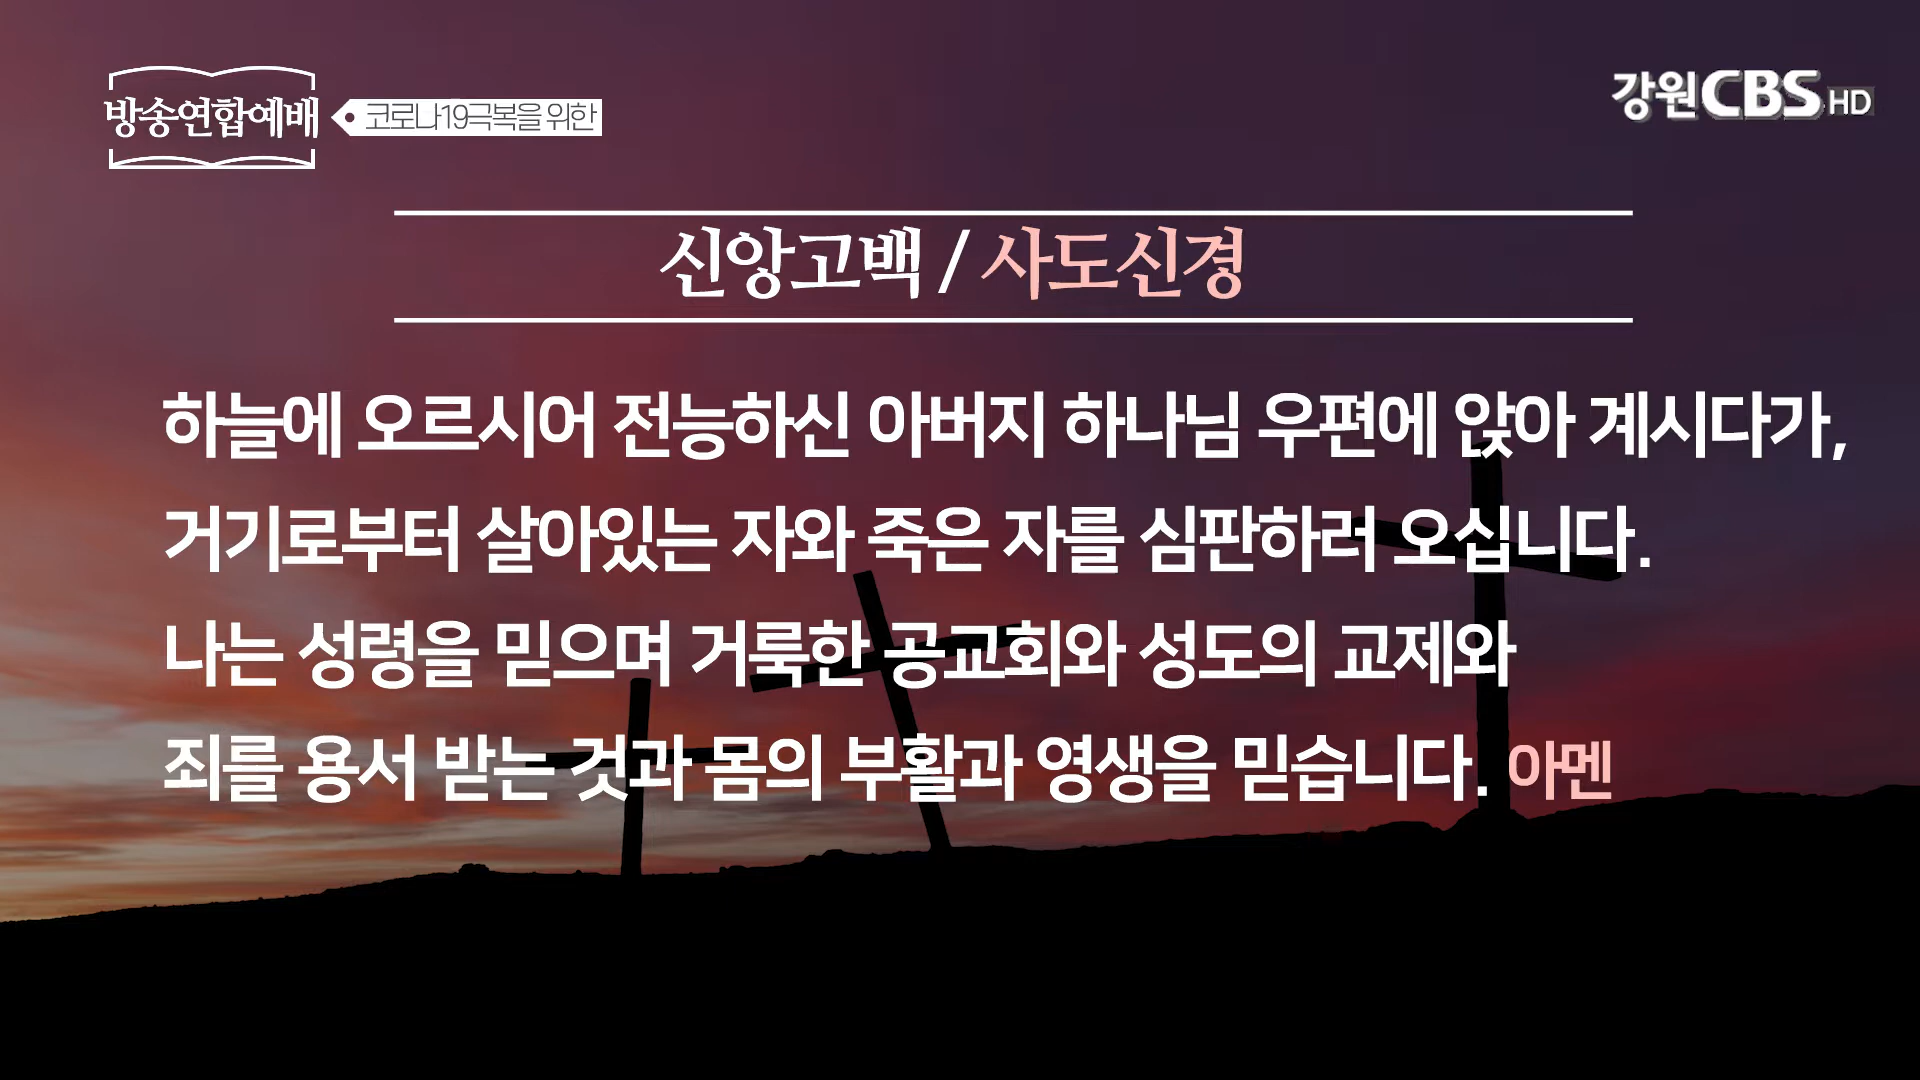 방송연합예배
코로나19극복을 위한
강원CBS HD
신앙고백 / 사도신경
하늘에 오르시어 전능하신 아버지 하나님 우편에 앉아 계시다가,
거기로부터 살아있는 자와 죽은 자를 심판하러 오십니다.
나는 성령을 믿으며 거룩한 공교회와 성도의 교제와
죄를 용서 받는 것과 몸의 부활과 영생을 믿습니다. 아멘